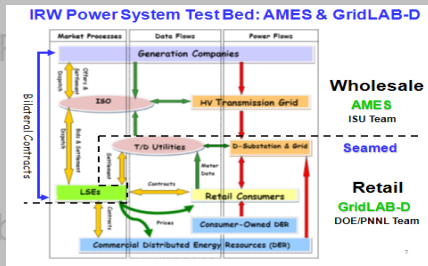 IRW Power System Test Bed: AMES & GridLAB-D
Market Processes
Data Flows
Power Flows
Generation Companies
Offers & Settlement
Dispatch
ISO
HV Transmission Grid
Wholesale
AMES
ISU Team
Bilateral Contracts
Bids & Settlement
Dispatch
Settlement
T/D Utilities
D-Substation & Grid
Seamed
Meter Data
LSEs
Contracts
Retail Consumers
Retail
GridLAB-D
DOE/PNNL Team
Contracts
Prices
Consumer-Owned DER
Commercial Distributed Energy Resources (DER)
7